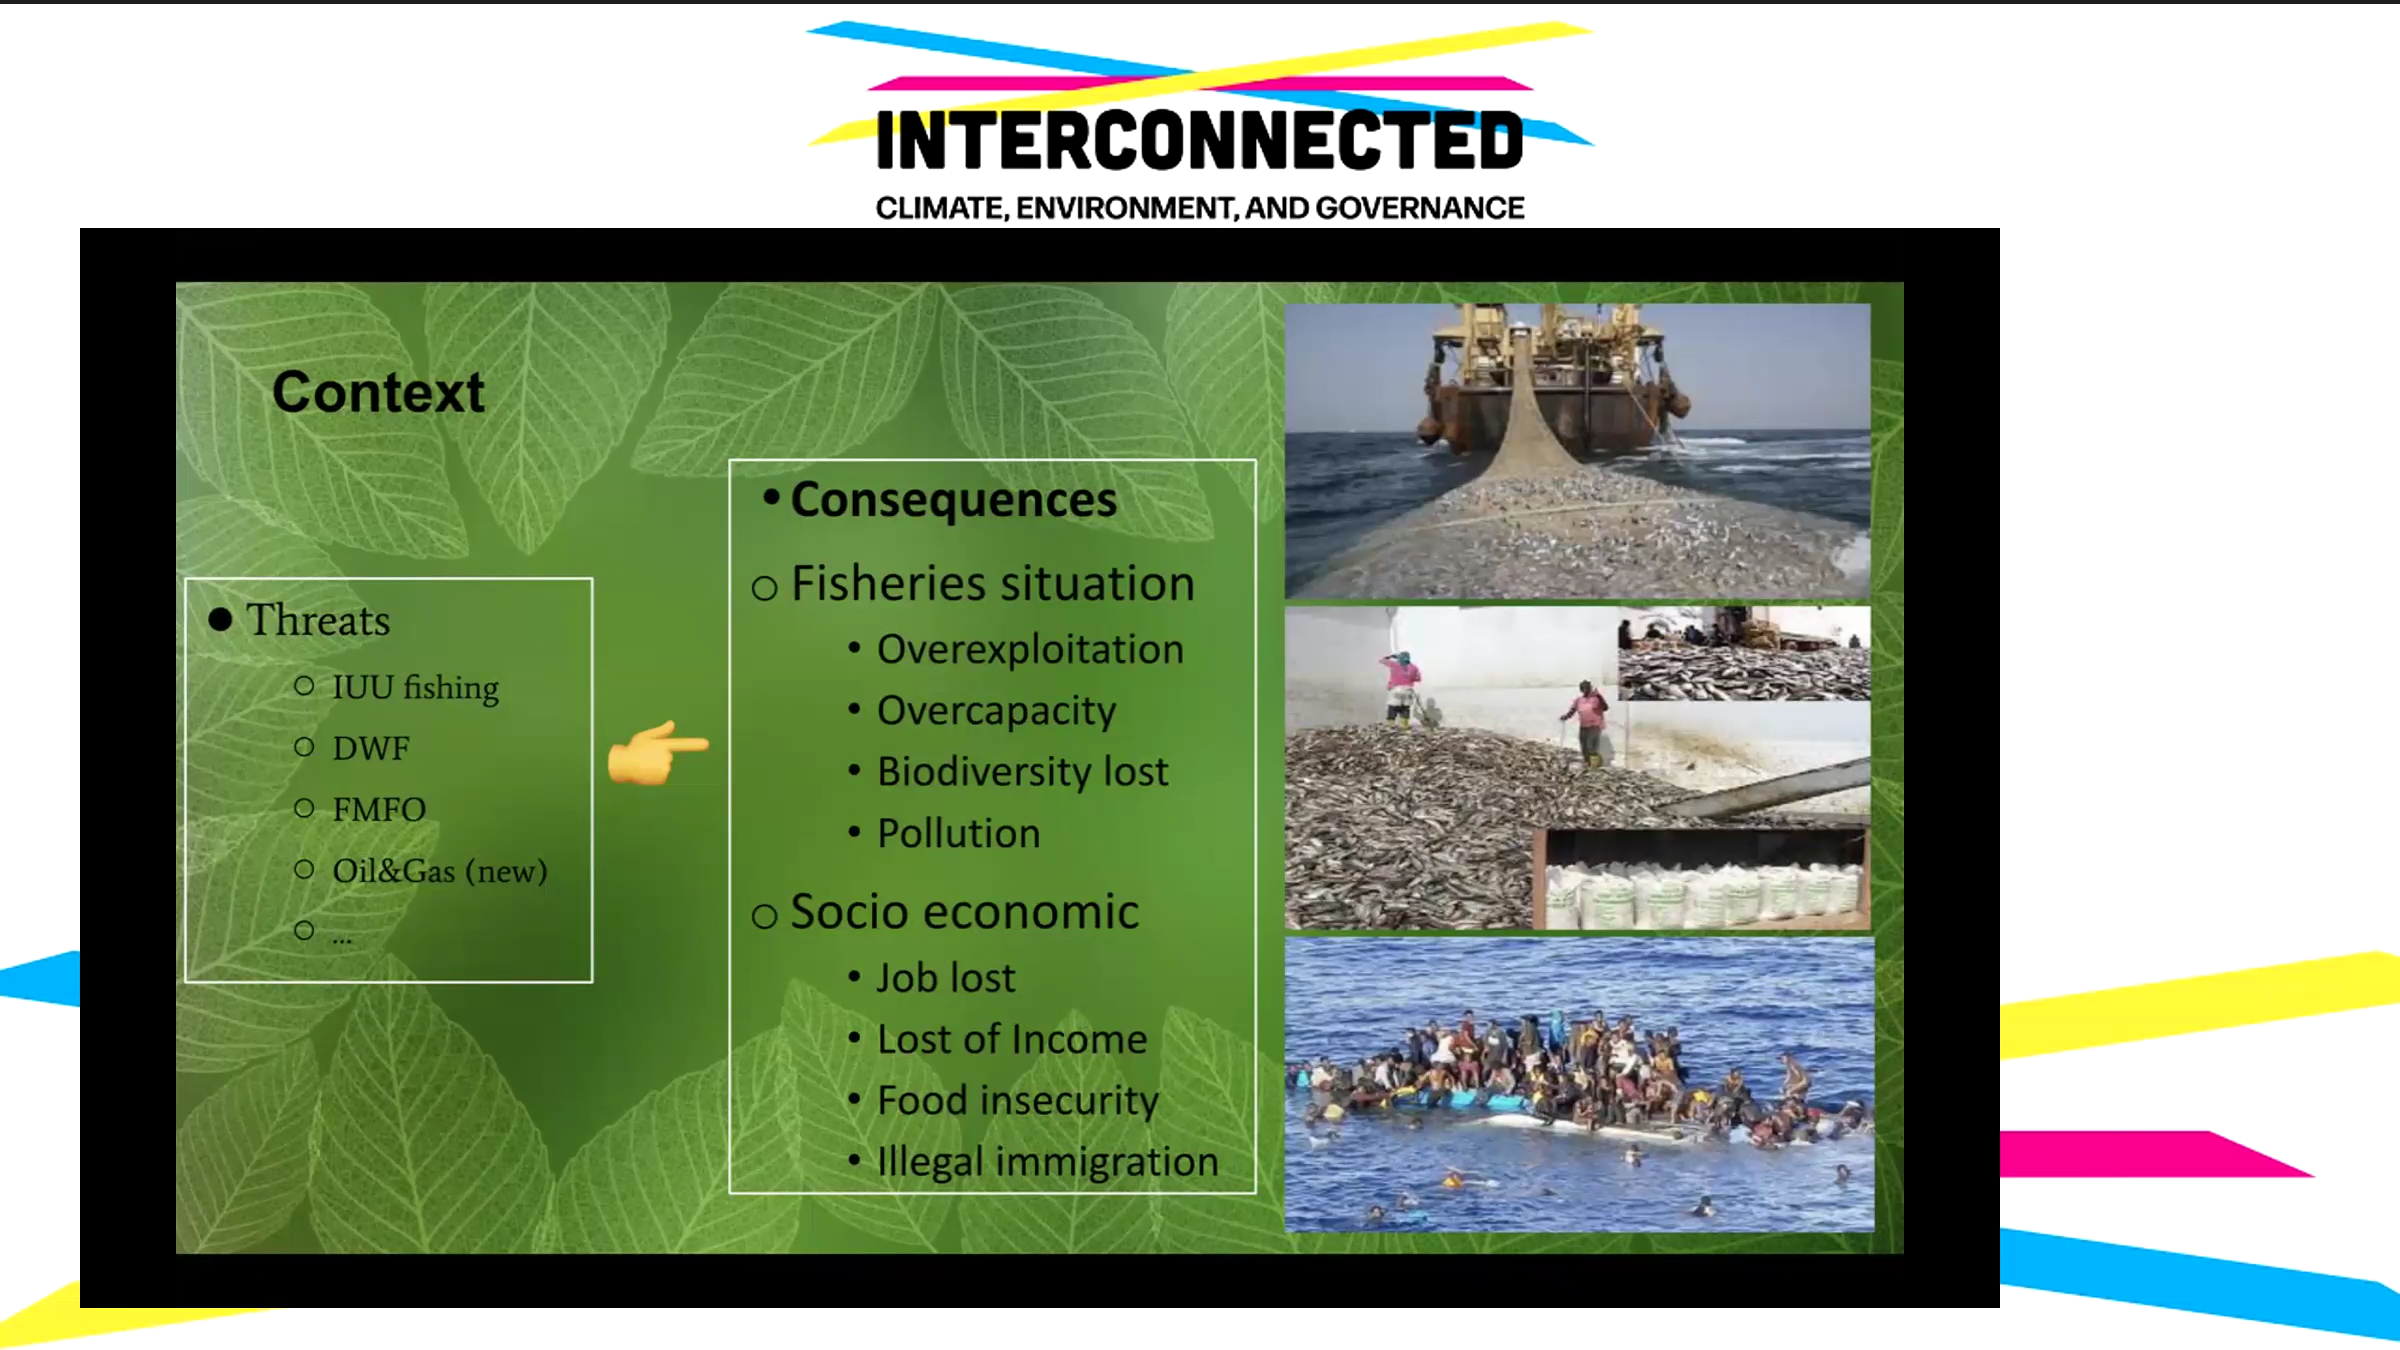 INTERCONNECTED
CLIMATE, ENVIRONMENT, AND GOVERNANCE
Context
• Threats
○ IUU fishing
○ DWF
○ FMFO
○ Oil&Gas (new)
○ ...
• Consequences
○ Fisheries situation
• Overexploitation
• Overcapacity
• Biodiversity lost
• Pollution
○ Socio economic
• Job lost
• Lost of Income
• Food insecurity
• Illegal immigration